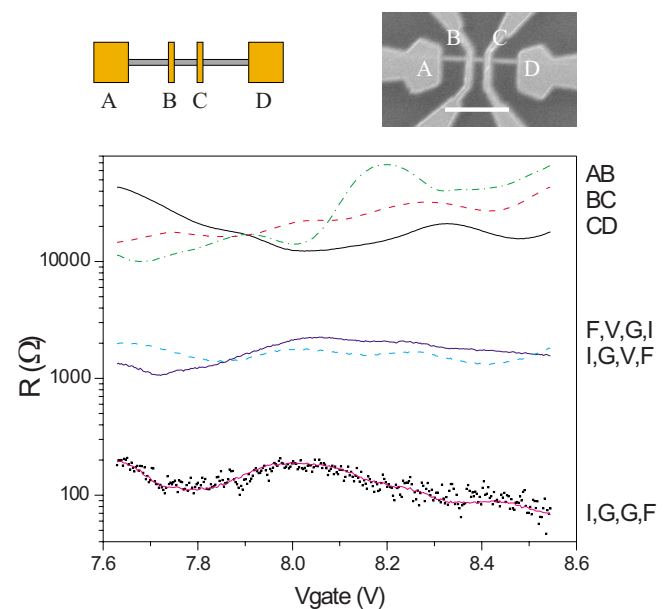 A B C D
A B C D
AB
BC
CD
F,V,G,I
I,G,V,F
I,G,G,F
10000
1000
100
R (Ω)
7.6 7.8 8.0 8.2 8.4 8.6
Vgate (V)